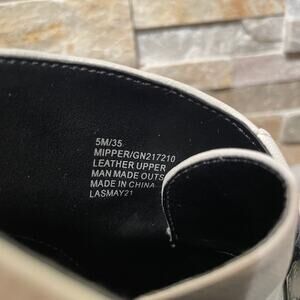 5M/35
MIPPER/GN217210
LEATHER UPPER
MAN MADE OUTS
MADE IN CHINA
LASMAY21